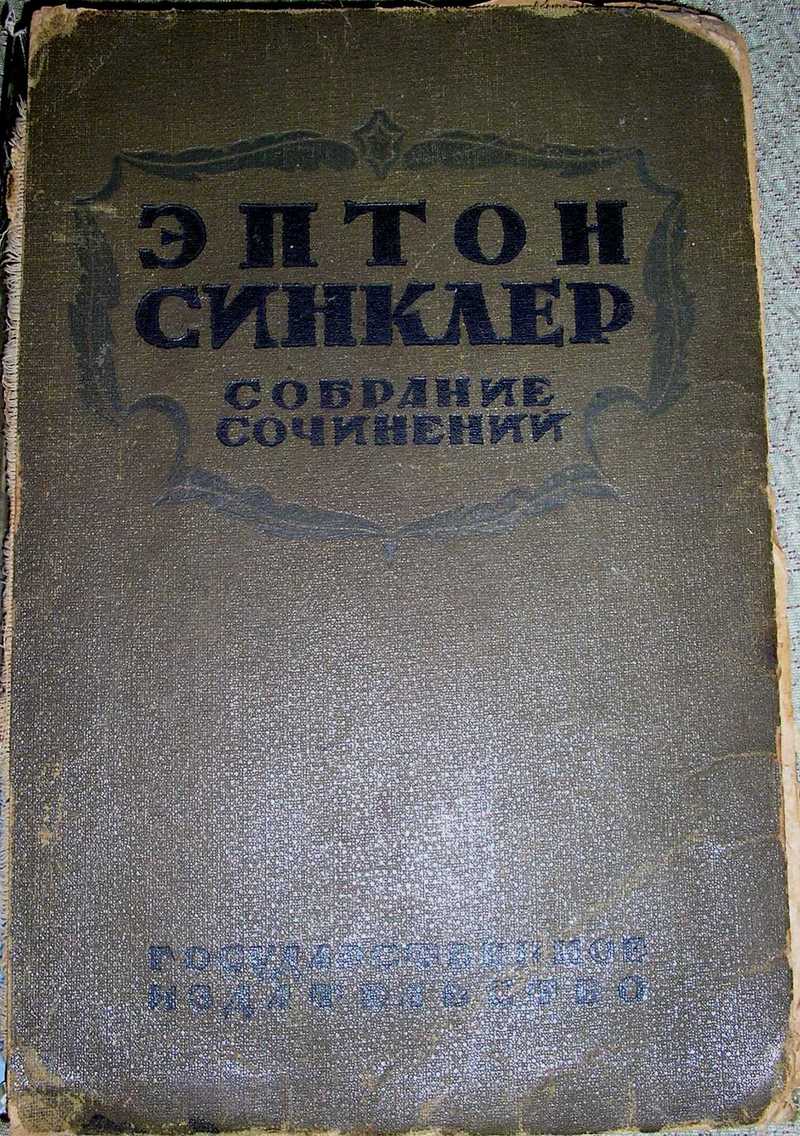 ЭПТОН
СИНКЛЕР
СОБРАНИЕ
СОЧИНЕНИЙ
ГОСУДАРСТВЕННОЕ
ИЗДАТЕЛЬСТВО